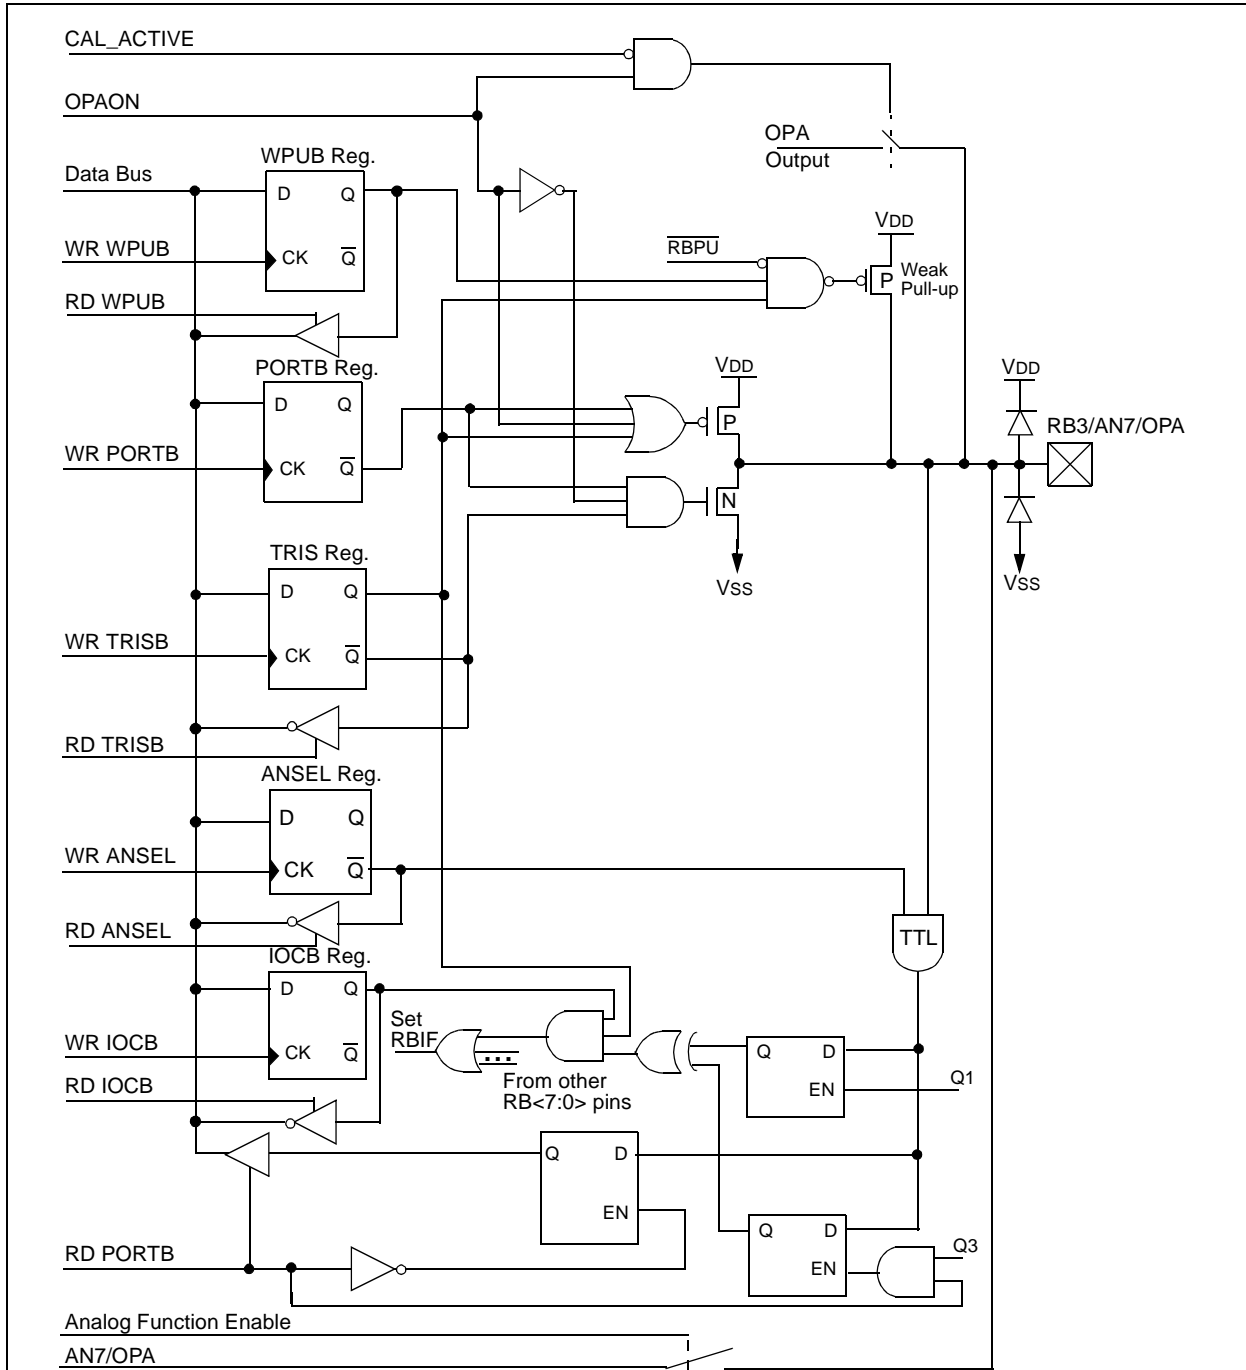 CAL_ACTIVE
OPAON
OPA
Output
WPUB Reg.
Data Bus
D
Q
WR WPUB
CK
Q̅
VDD
R̅B̅P̅U̅
P
Weak
Pull-up
RD WPUB
PORTB Reg.
VDD
VDD
D
Q
RB3/AN7/OPA
P
WR PORTB
CK
Q̅
N
TRIS Reg.
VSS
VSS
D
Q
WR TRISB
CK
Q̅
RD TRISB
ANSEL Reg.
D
Q
WR ANSEL
CK
Q̅
TTL
RD ANSEL
IOCB Reg.
D
Q
Set
RBIF
WR IOCB
CK
Q̅
Q
D
RD IOCB
From other
RB<7:0> pins
EN
Q1
Q
D
EN
Q
D
RD PORTB
EN
Q3
Analog Function Enable
AN7/OPA